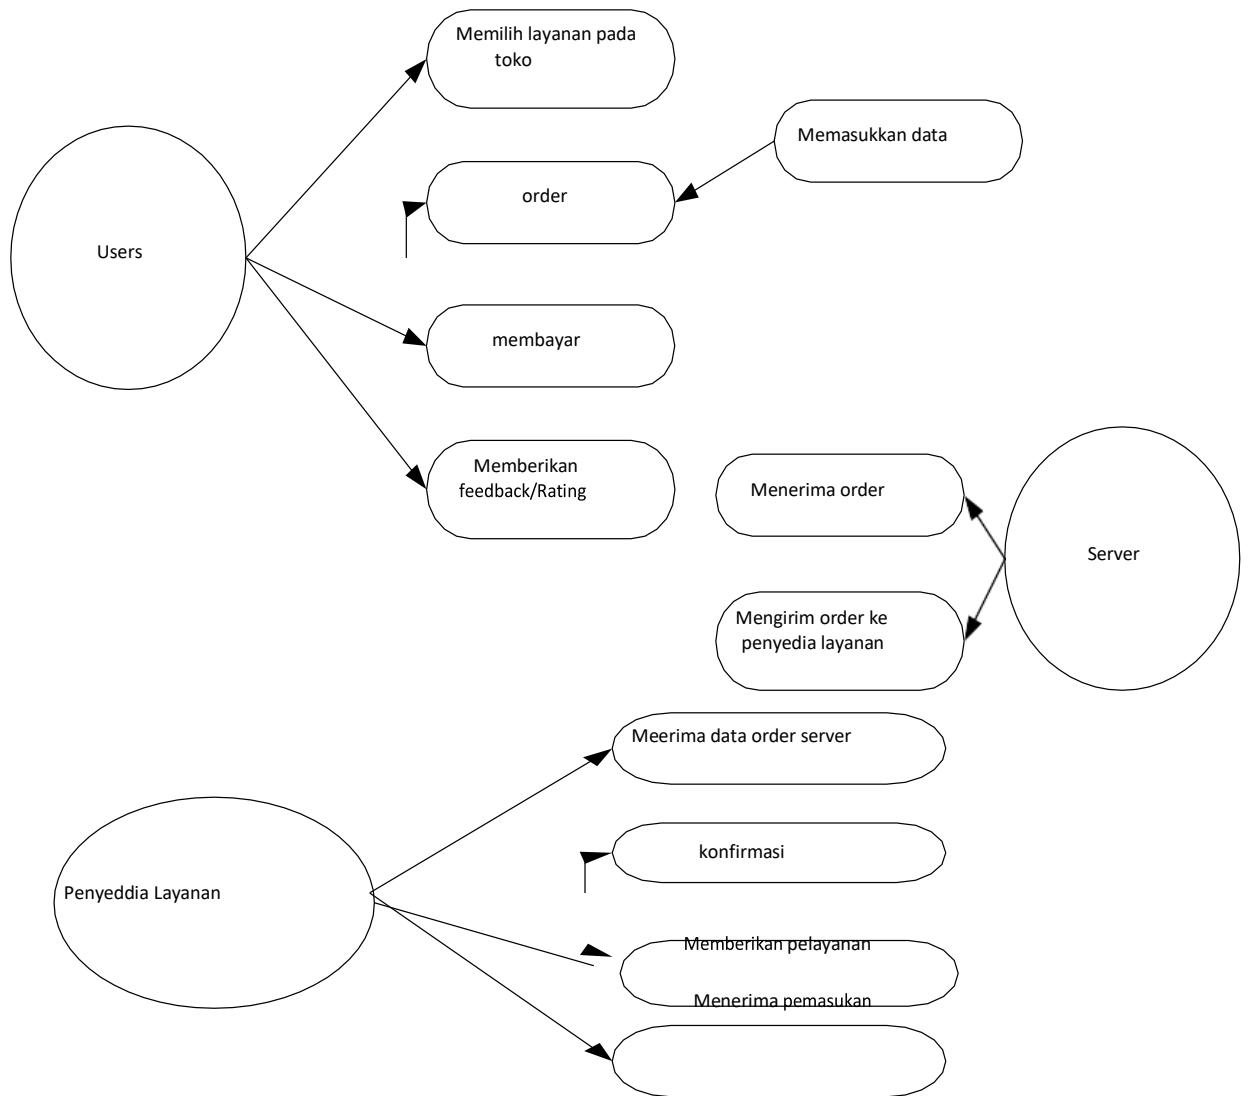 Memilih layanan pada
toko
Memasukkan data
order
Users
membayar
Memberikan
feedback/Rating
Menerima order
Server
Mengirim order ke
penyedia layanan
Meerima data order server
konfirmasi
Penyeddia Layanan
Memberikan pelayanan
Menerima pemasukan